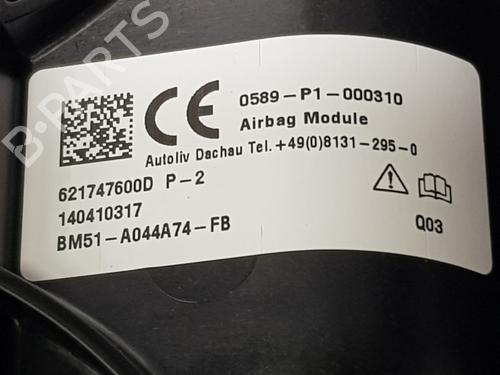 CE
0589-P1-000310
Airbag Module
Autoliv Dachau Tel.+49(0)8131-295-0
621747600D P-2
140410317
BM51-A044A74-FB
Q03
B-PARTS